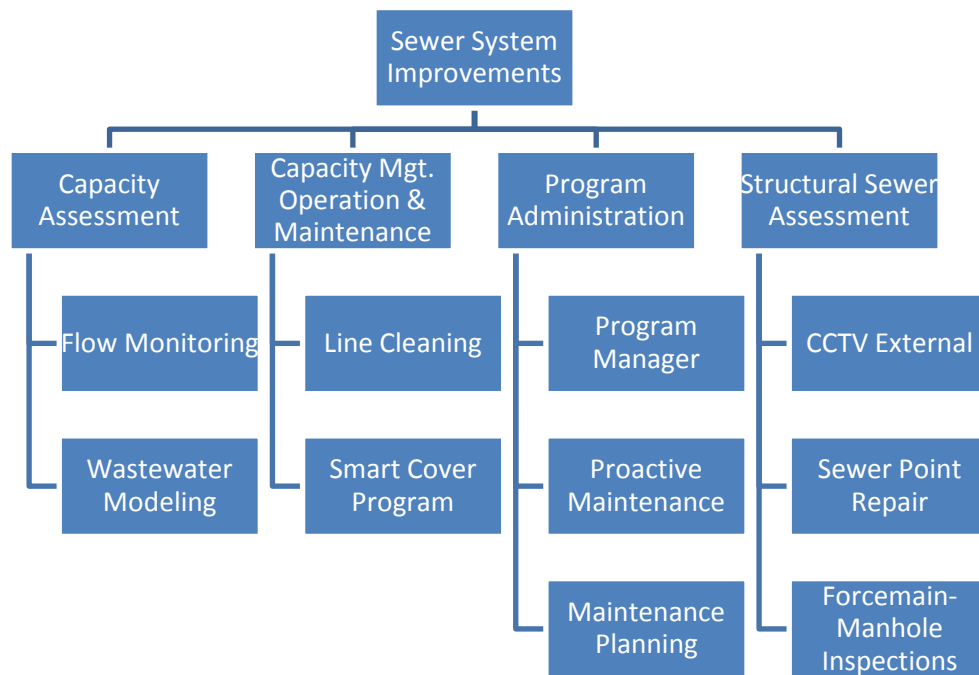 Sewer System
Improvements
Capacity
Assessment
Capacity Mgt.
Operation &
Maintenance
Program
Administration
Structural Sewer
Assessment
Flow Monitoring
Line Cleaning
Program
Manager
CCTV External
Wastewater
Modeling
Smart Cover
Program
Proactive
Maintenance
Sewer Point
Repair
Maintenance
Planning
Forcemain-
Manhole
Inspections